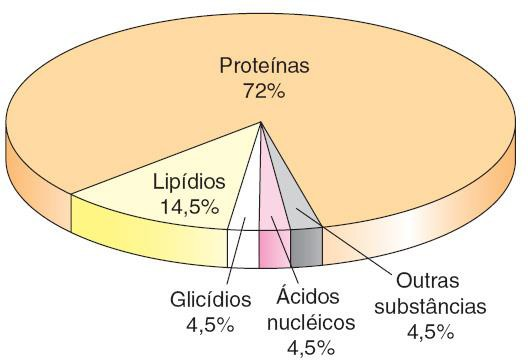 Proteínas
72%
Lipídios
14,5%
Glicídios
4,5%
Ácidos
nucléicos
4,5%
Outras
substâncias
4,5%